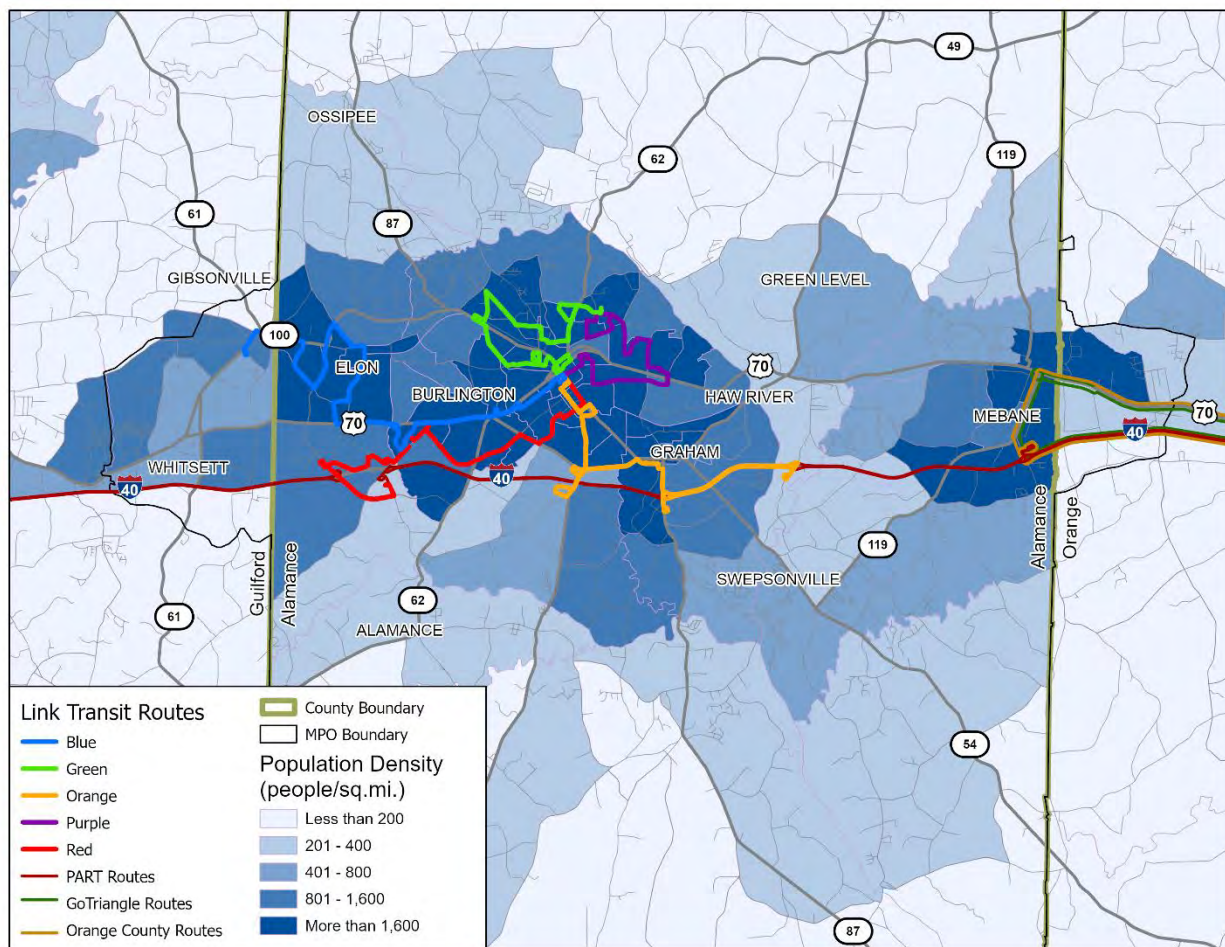 49
OSSIPEE
62
119
61
87
GIBSONVILLE
GREEN LEVEL
100
ELON
70
BURLINGTON
HAW RIVER
70
MEBANE
70
40
WHITSETT
GRAHAM
40
40
119
Guilford
Alamance
Alamance
Orange
SWEPSONVILLE
62
61
ALAMANCE
54
87
Link Transit Routes
Blue
Green
Orange
Purple
Red
PART Routes
GoTriangle Routes
Orange County Routes
County Boundary
MPO Boundary
Population Density
(people/sq.mi.)
Less than 200
201 - 400
401 - 800
801 - 1,600
More than 1,600